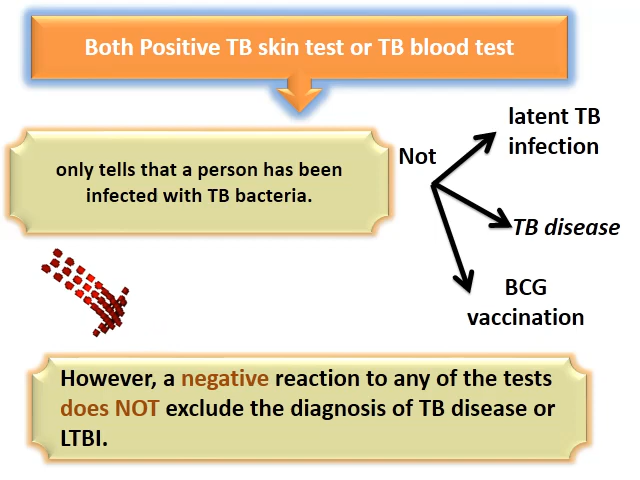 Both Positive TB skin test or TB blood test
only tells that a person has been
infected with TB bacteria.
Not
latent TB
infection
TB disease
BCG
vaccination
However, a negative reaction to any of the tests
does NOT exclude the diagnosis of TB disease or
LTBI.